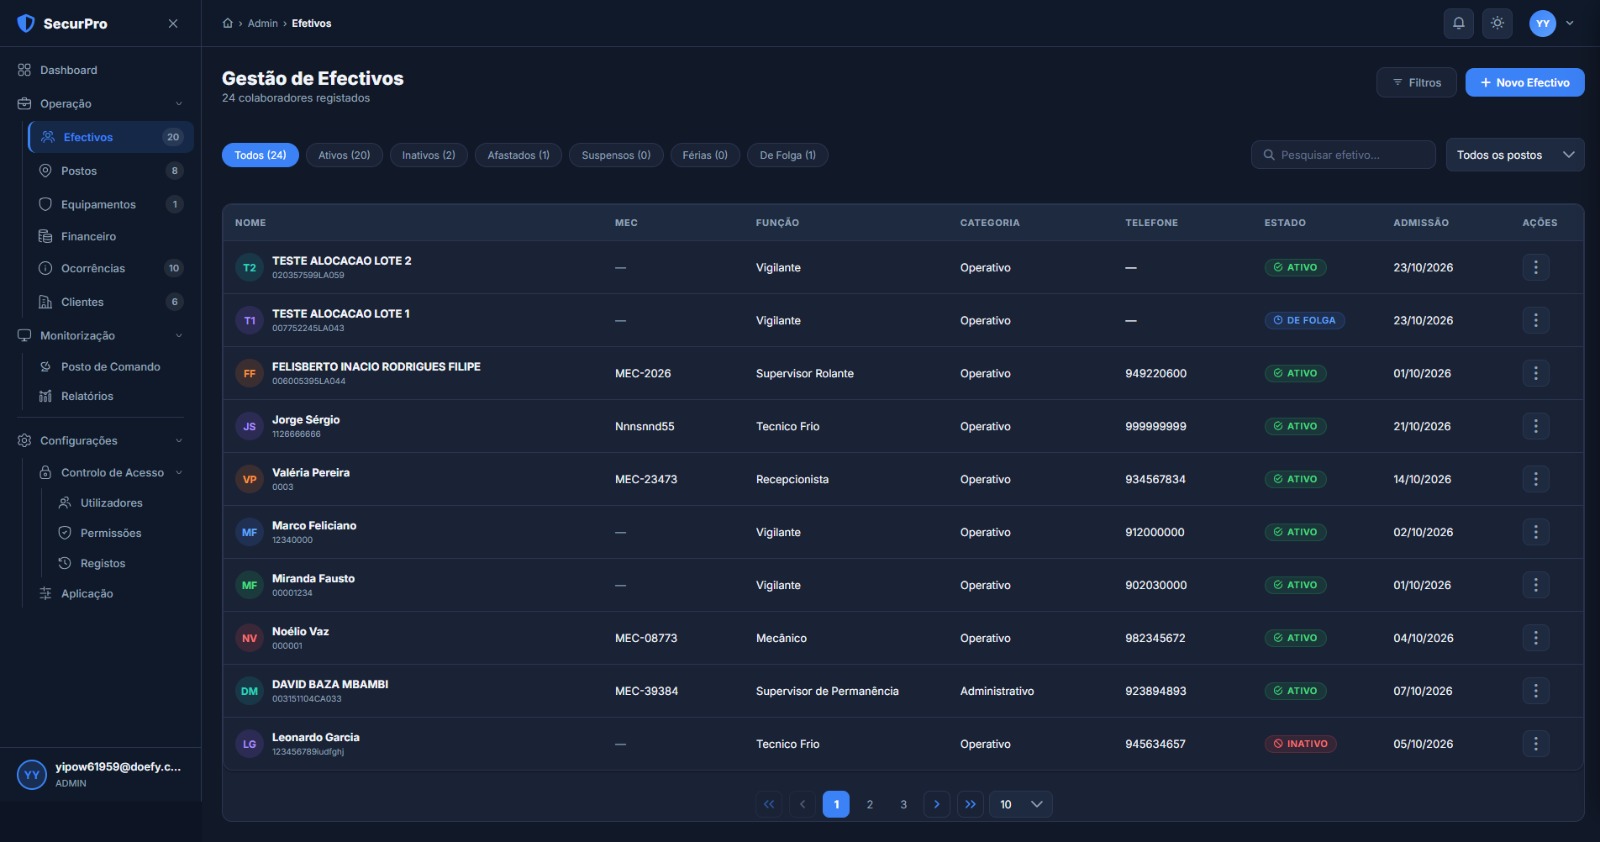 SecurPro
Admin › Efetivos
YY
Dashboard
Operação
Efetivos 20
Postos 8
Equipamentos 1
Financeiro
Ocorrências 10
Clientes 6
Monitorização
Posto de Comando
Relatórios
Configurações
Controlo de Acesso
Utilizadores
Permissões
Registos
Aplicação
YY yipow61959@doefy.c...
ADMIN
Gestão de Efectivos
24 colaboradores registados
Filtros
+ Novo Efectivo
Todos (24) Ativos (20) Inativos (2) Afastados (1) Suspensos (0) Férias (0) De Folga (1)
Pesquisar efetivo...
Todos os postos
NOME MEC FUNÇÃO CATEGORIA TELEFONE ESTADO ADMISSÃO AÇÕES
T2 TESTE ALOCACAO LOTE 2 — Vigilante Operativo — ATIVO 23/10/2026
020357599LA059
T1 TESTE ALOCACAO LOTE 1 — Vigilante Operativo — DE FOLGA 23/10/2026
007752245LA043
FF FELISBERTO INACIO RODRIGUES FILIPE MEC-2026 Supervisor Rolante Operativo 949220600 ATIVO 01/10/2026
006005395LA044
JS Jorge Sérgio Nnnsnnd55 Tecnico Frio Operativo 999999999 ATIVO 21/10/2026
1126666666
VP Valéria Pereira MEC-23473 Recepcionista Operativo 934567834 ATIVO 14/10/2026
0003
MF Marco Feliciano — Vigilante Operativo 912000000 ATIVO 02/10/2026
12340000
MF Miranda Fausto — Vigilante Operativo 902030000 ATIVO 01/10/2026
00001234
NV Noélio Vaz MEC-08773 Mecânico Operativo 982345672 ATIVO 04/10/2026
000001
DM DAVID BAZA MBAMBI MEC-39384 Supervisor de Permanência Administrativo 923894893 ATIVO 07/10/2026
003151104CA033
LG Leonardo Garcia — Tecnico Frio Operativo 945634657 INATIVO 05/10/2026
123456789iudfghj
« ‹ 1 2 3 › » 10